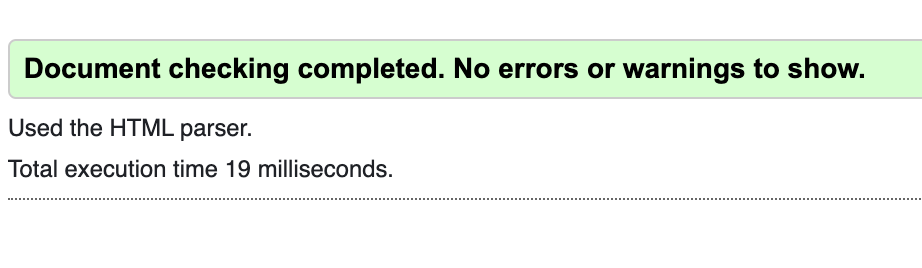 Document checking completed. No errors or warnings to show.
Used the HTML parser.
Total execution time 19 milliseconds.